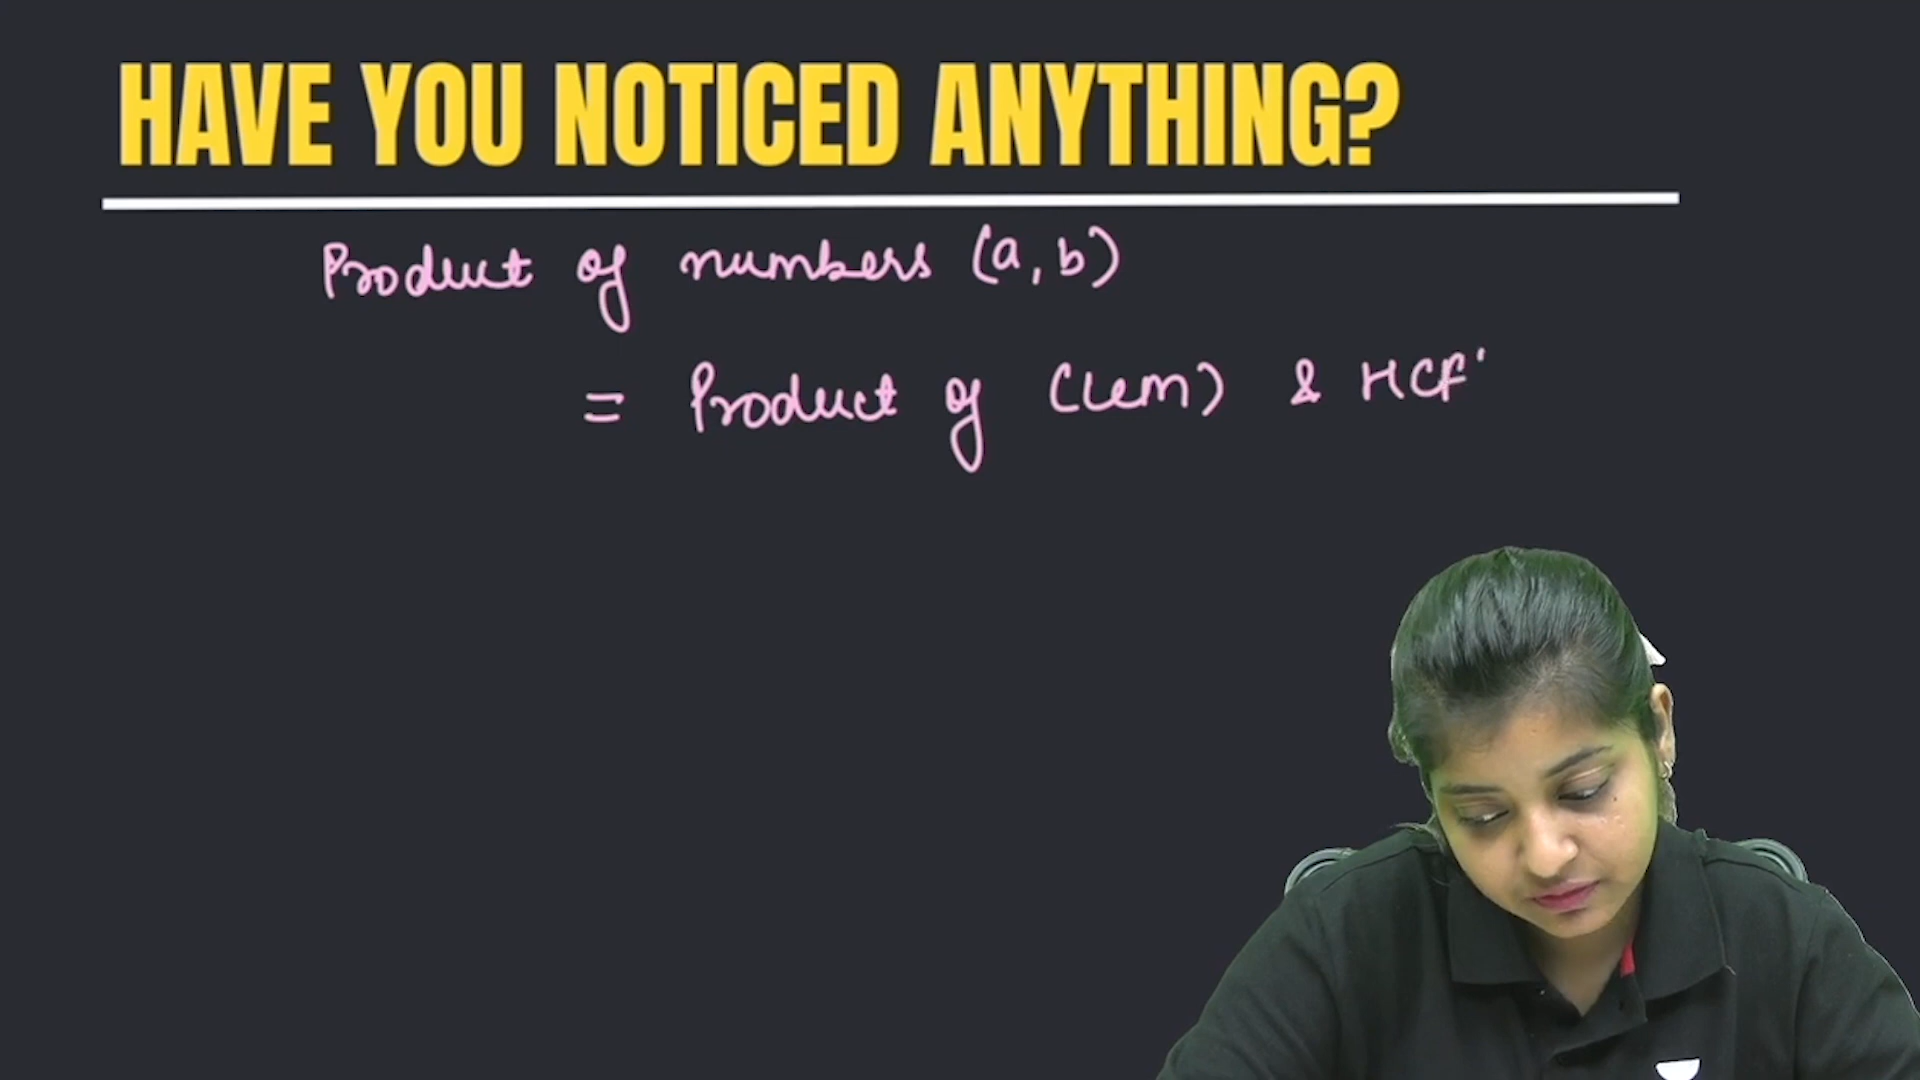 HAVE YOU NOTICED ANYTHING?
Product of numbers (a, b)
= Product of (LCM) & HCF